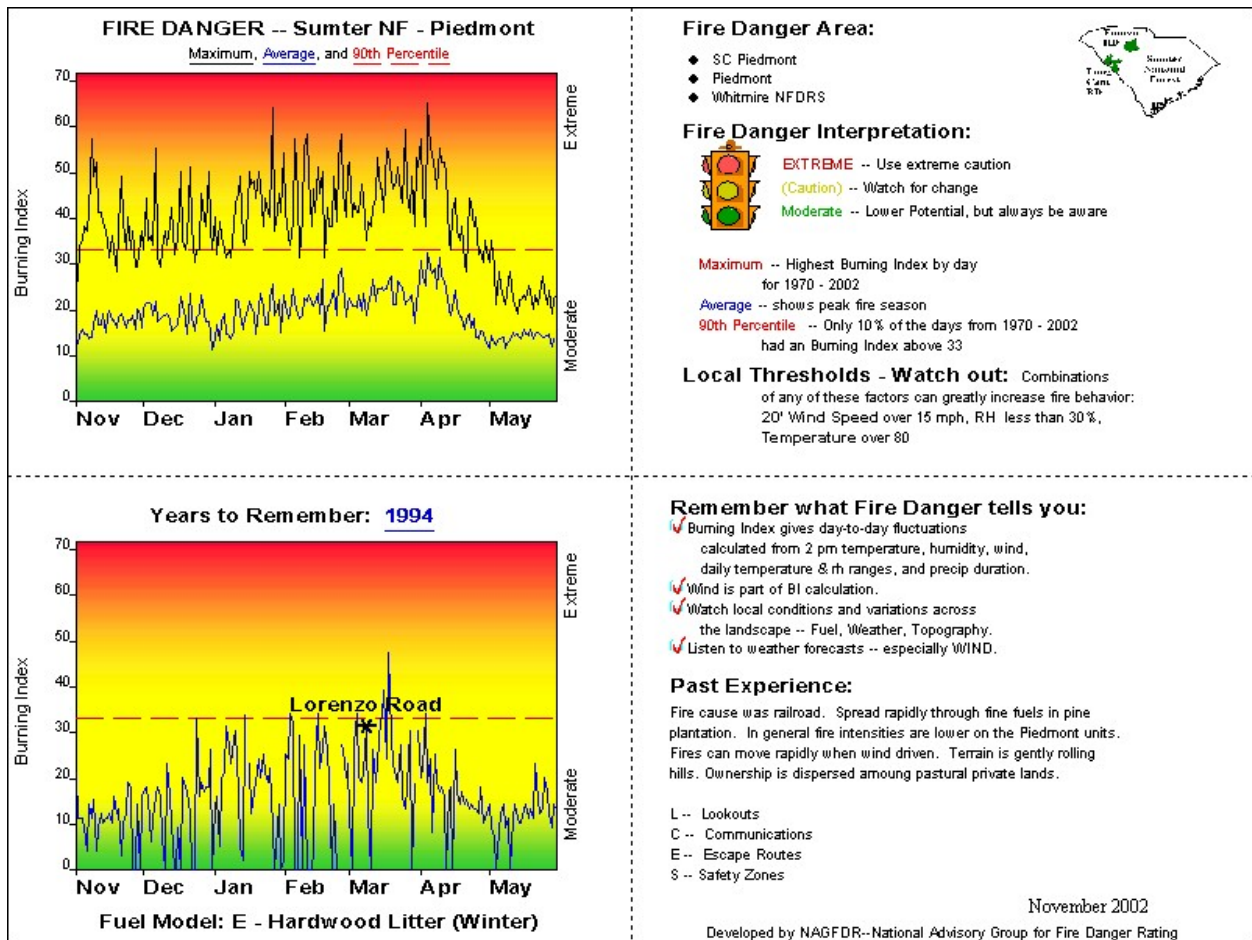 FIRE DANGER -- Sumter NF - Piedmont
Maximum, Average, and 90th Percentile
70
60
50
40
30
20
10
0
Burning Index
Extreme
Moderate
Nov Dec Jan Feb Mar Apr May
Fire Danger Area:
◆ SC Piedmont
◆ Piedmont
◆ Whitmire NFDRS
Sumter
National
Forest
Fire Danger Interpretation:
EXTREME -- Use extreme caution
(Caution) -- Watch for change
Moderate -- Lower Potential, but always be aware
Maximum -- Highest Burning Index by day
for 1970 - 2002
Average -- shows peak fire season
90th Percentile -- Only 10% of the days from 1970 - 2002
had an Burning Index above 33
Local Thresholds - Watch out: Combinations
of any of these factors can greatly increase fire behavior:
20' Wind Speed over 15 mph, RH less than 30%,
Temperature over 80
Years to Remember: 1994
70
60
50
40
30
20
10
0
Burning Index
Extreme
Moderate
Lorenzo Road
Nov Dec Jan Feb Mar Apr May
Fuel Model: E - Hardwood Litter (Winter)
Remember what Fire Danger tells you:
Burning Index gives day-to-day fluctuations
calculated from 2 pm temperature, humidity, wind,
daily temperature & rh ranges, and precip duration.
Wind is part of BI calculation.
Watch local conditions and variations across
the landscape -- Fuel, Weather, Topography.
Listen to weather forecasts -- especially WIND.
Past Experience:
Fire cause was railroad. Spread rapidly through fine fuels in pine
plantation. In general fire intensities are lower on the Piedmont units.
Fires can move rapidly when wind driven. Terrain is gently rolling
hills. Ownership is dispersed amoung pastural private lands.
L -- Lookouts
C -- Communications
E -- Escape Routes
S -- Safety Zones
November 2002
Developed by NAGFDR--National Advisory Group for Fire Danger Rating